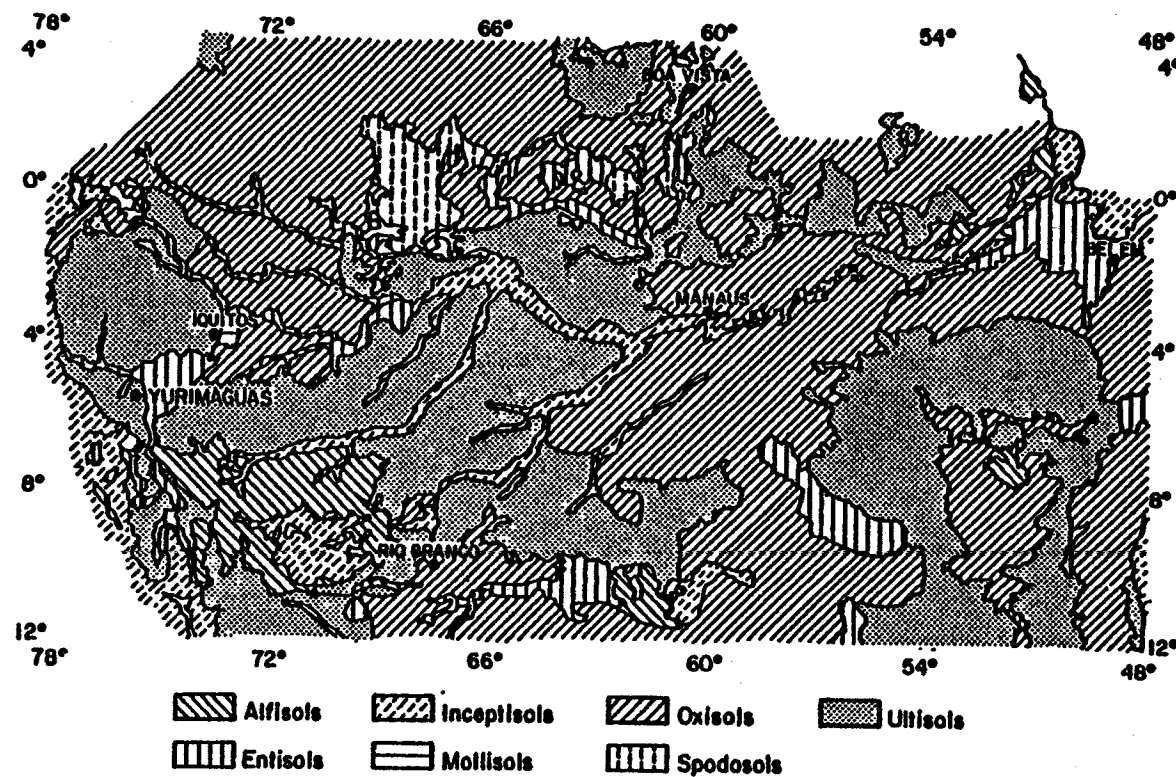 78° 72° 66° 60° 54° 48°
4° 4°
BOA VISTA
0° 0°
BELEM
MANAUS
IQUITOS
4° 4°
YURIMAGUAS
8° 8°
RIO BRANCO
12° 12°
78° 72° 66° 60° 54° 48°
Alfisols Inceptisols Oxisols Ultisols
Entisols Mollisols Spodosols